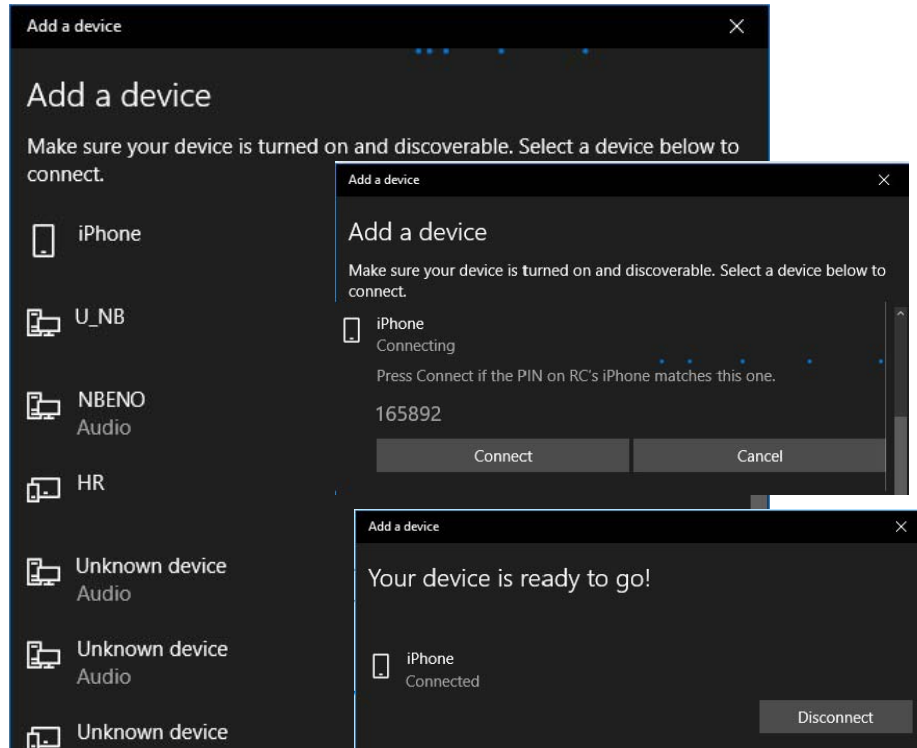 Add a device
Add a device
Make sure your device is turned on and discoverable. Select a device below to
connect.
iPhone
U_NB
NBENO
Audio
HR
Unknown device
Audio
Unknown device
Audio
Unknown device
Add a device
Add a device
Make sure your device is turned on and discoverable. Select a device below to
connect.
iPhone
Connecting
Press Connect if the PIN on RC's iPhone matches this one.
165892
Connect Cancel
Add a device
Your device is ready to go!
iPhone
Connected
Disconnect